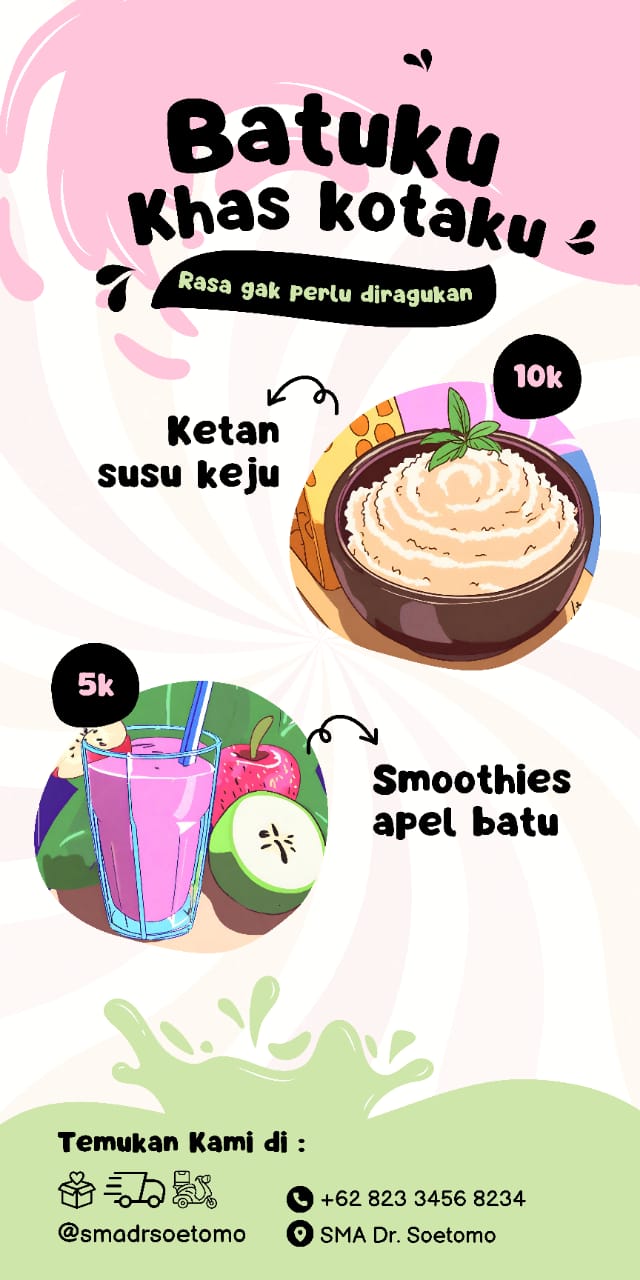 Batuku
Khas kotaku
Rasa gak perlu diragukan
10k
Ketan
susu keju
5k
Smoothies
apel batu
Temukan Kami di :
+62 823 3456 8234
@smadrsoetomo
SMA Dr. Soetomo